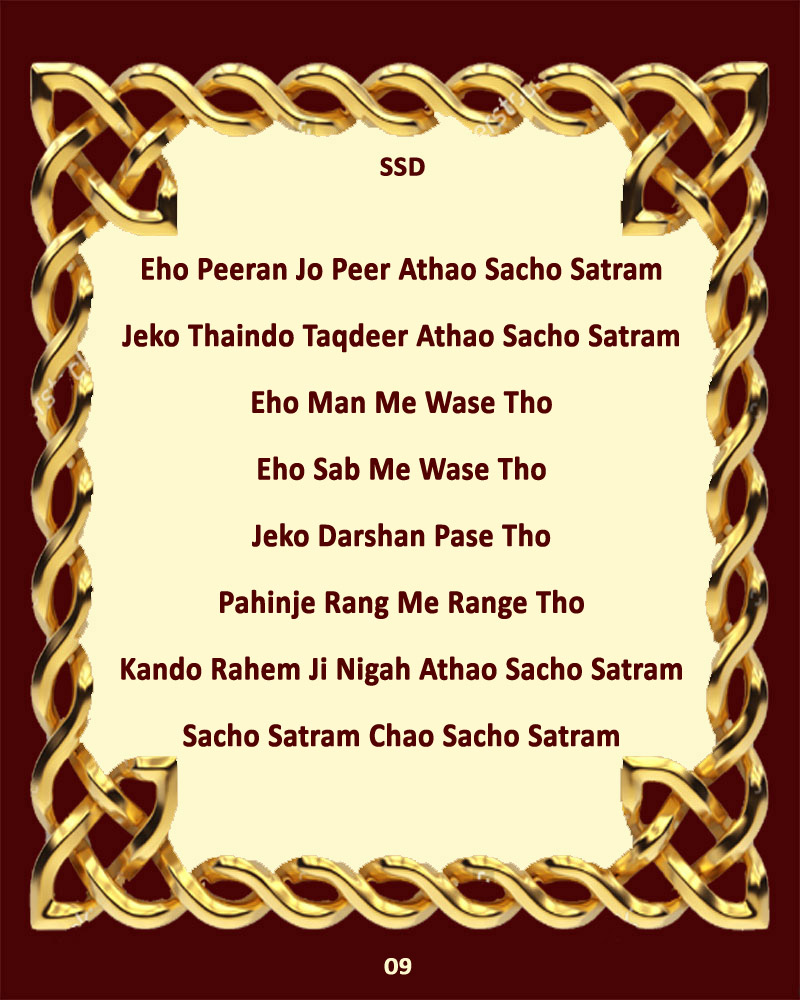 SSD
Eho Peeran Jo Peer Athao Sacho Satram
Jeko Thaindo Taqdeer Athao Sacho Satram
Eho Man Me Wase Tho
Eho Sab Me Wase Tho
Jeko Darshan Pase Tho
Pahinje Rang Me Range Tho
Kando Rahem Ji Nigah Athao Sacho Satram
Sacho Satram Chao Sacho Satram
09